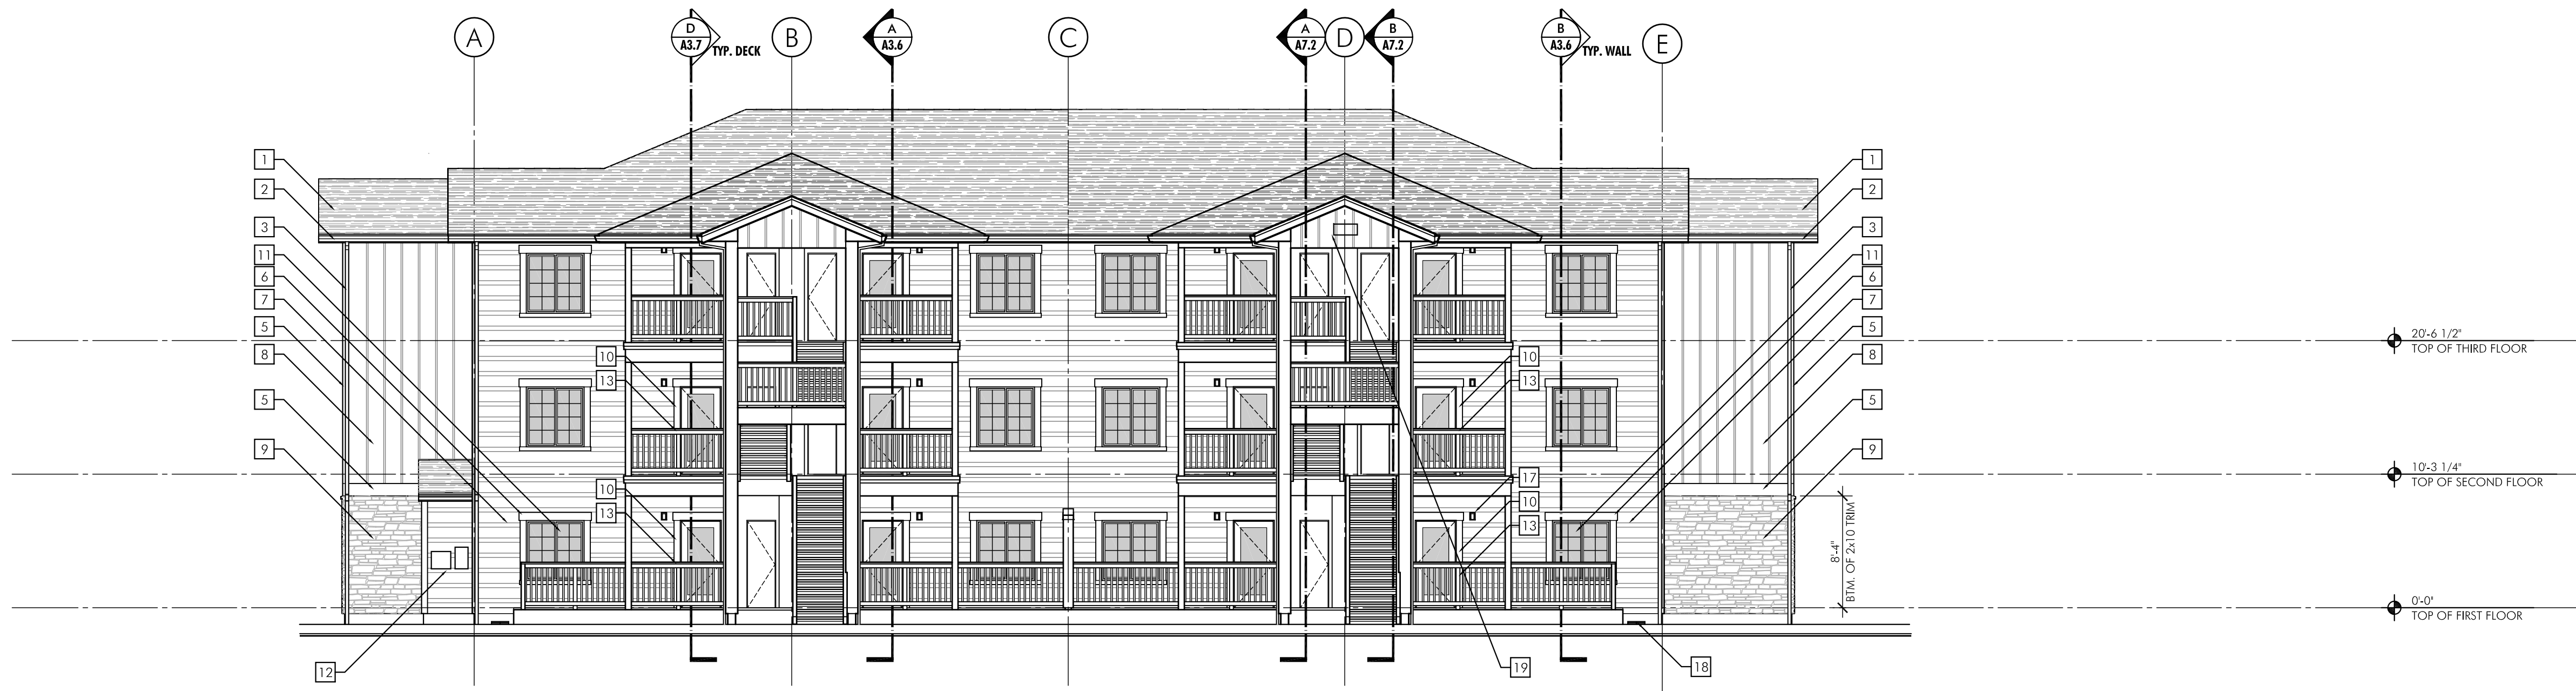 A
D
A3.7
TYP. DECK
B
A
A3.6
C
A
A7.2
D
B
A7.2
B
A3.6
TYP. WALL
E
1
2
3
11
6
7
5
8
5
9
12
10
13
10
13
1
2
3
11
6
7
5
8
5
9
10
13
17
10
13
19
18
8'-4"
BTM. OF 2x10 TRIM
20'-6 1/2"
TOP OF THIRD FLOOR
10'-3 1/4"
TOP OF SECOND FLOOR
0'-0"
TOP OF FIRST FLOOR